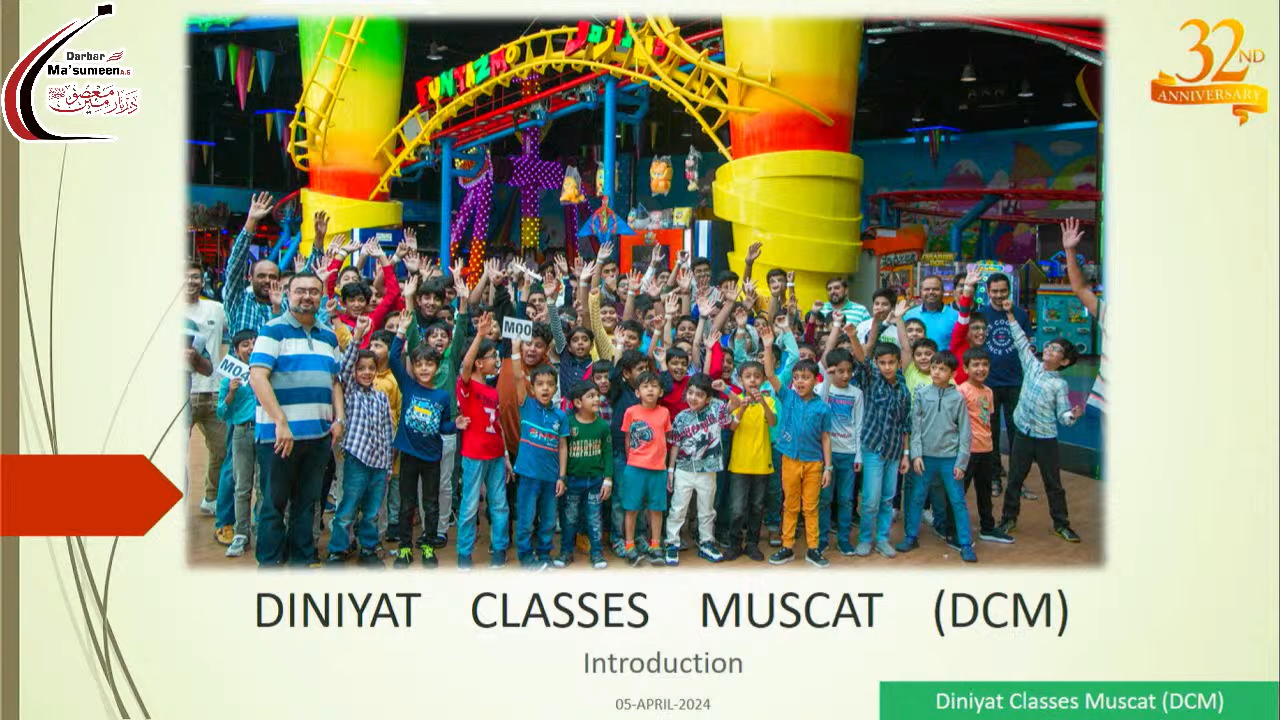 Darbar
Ma'sumeen A.S
دربار معصومین
32ND
ANNIVERSARY
FUNTAZMO
MOO
DINIYAT CLASSES MUSCAT (DCM)
Introduction
05-APRIL-2024
Diniyat Classes Muscat (DCM)